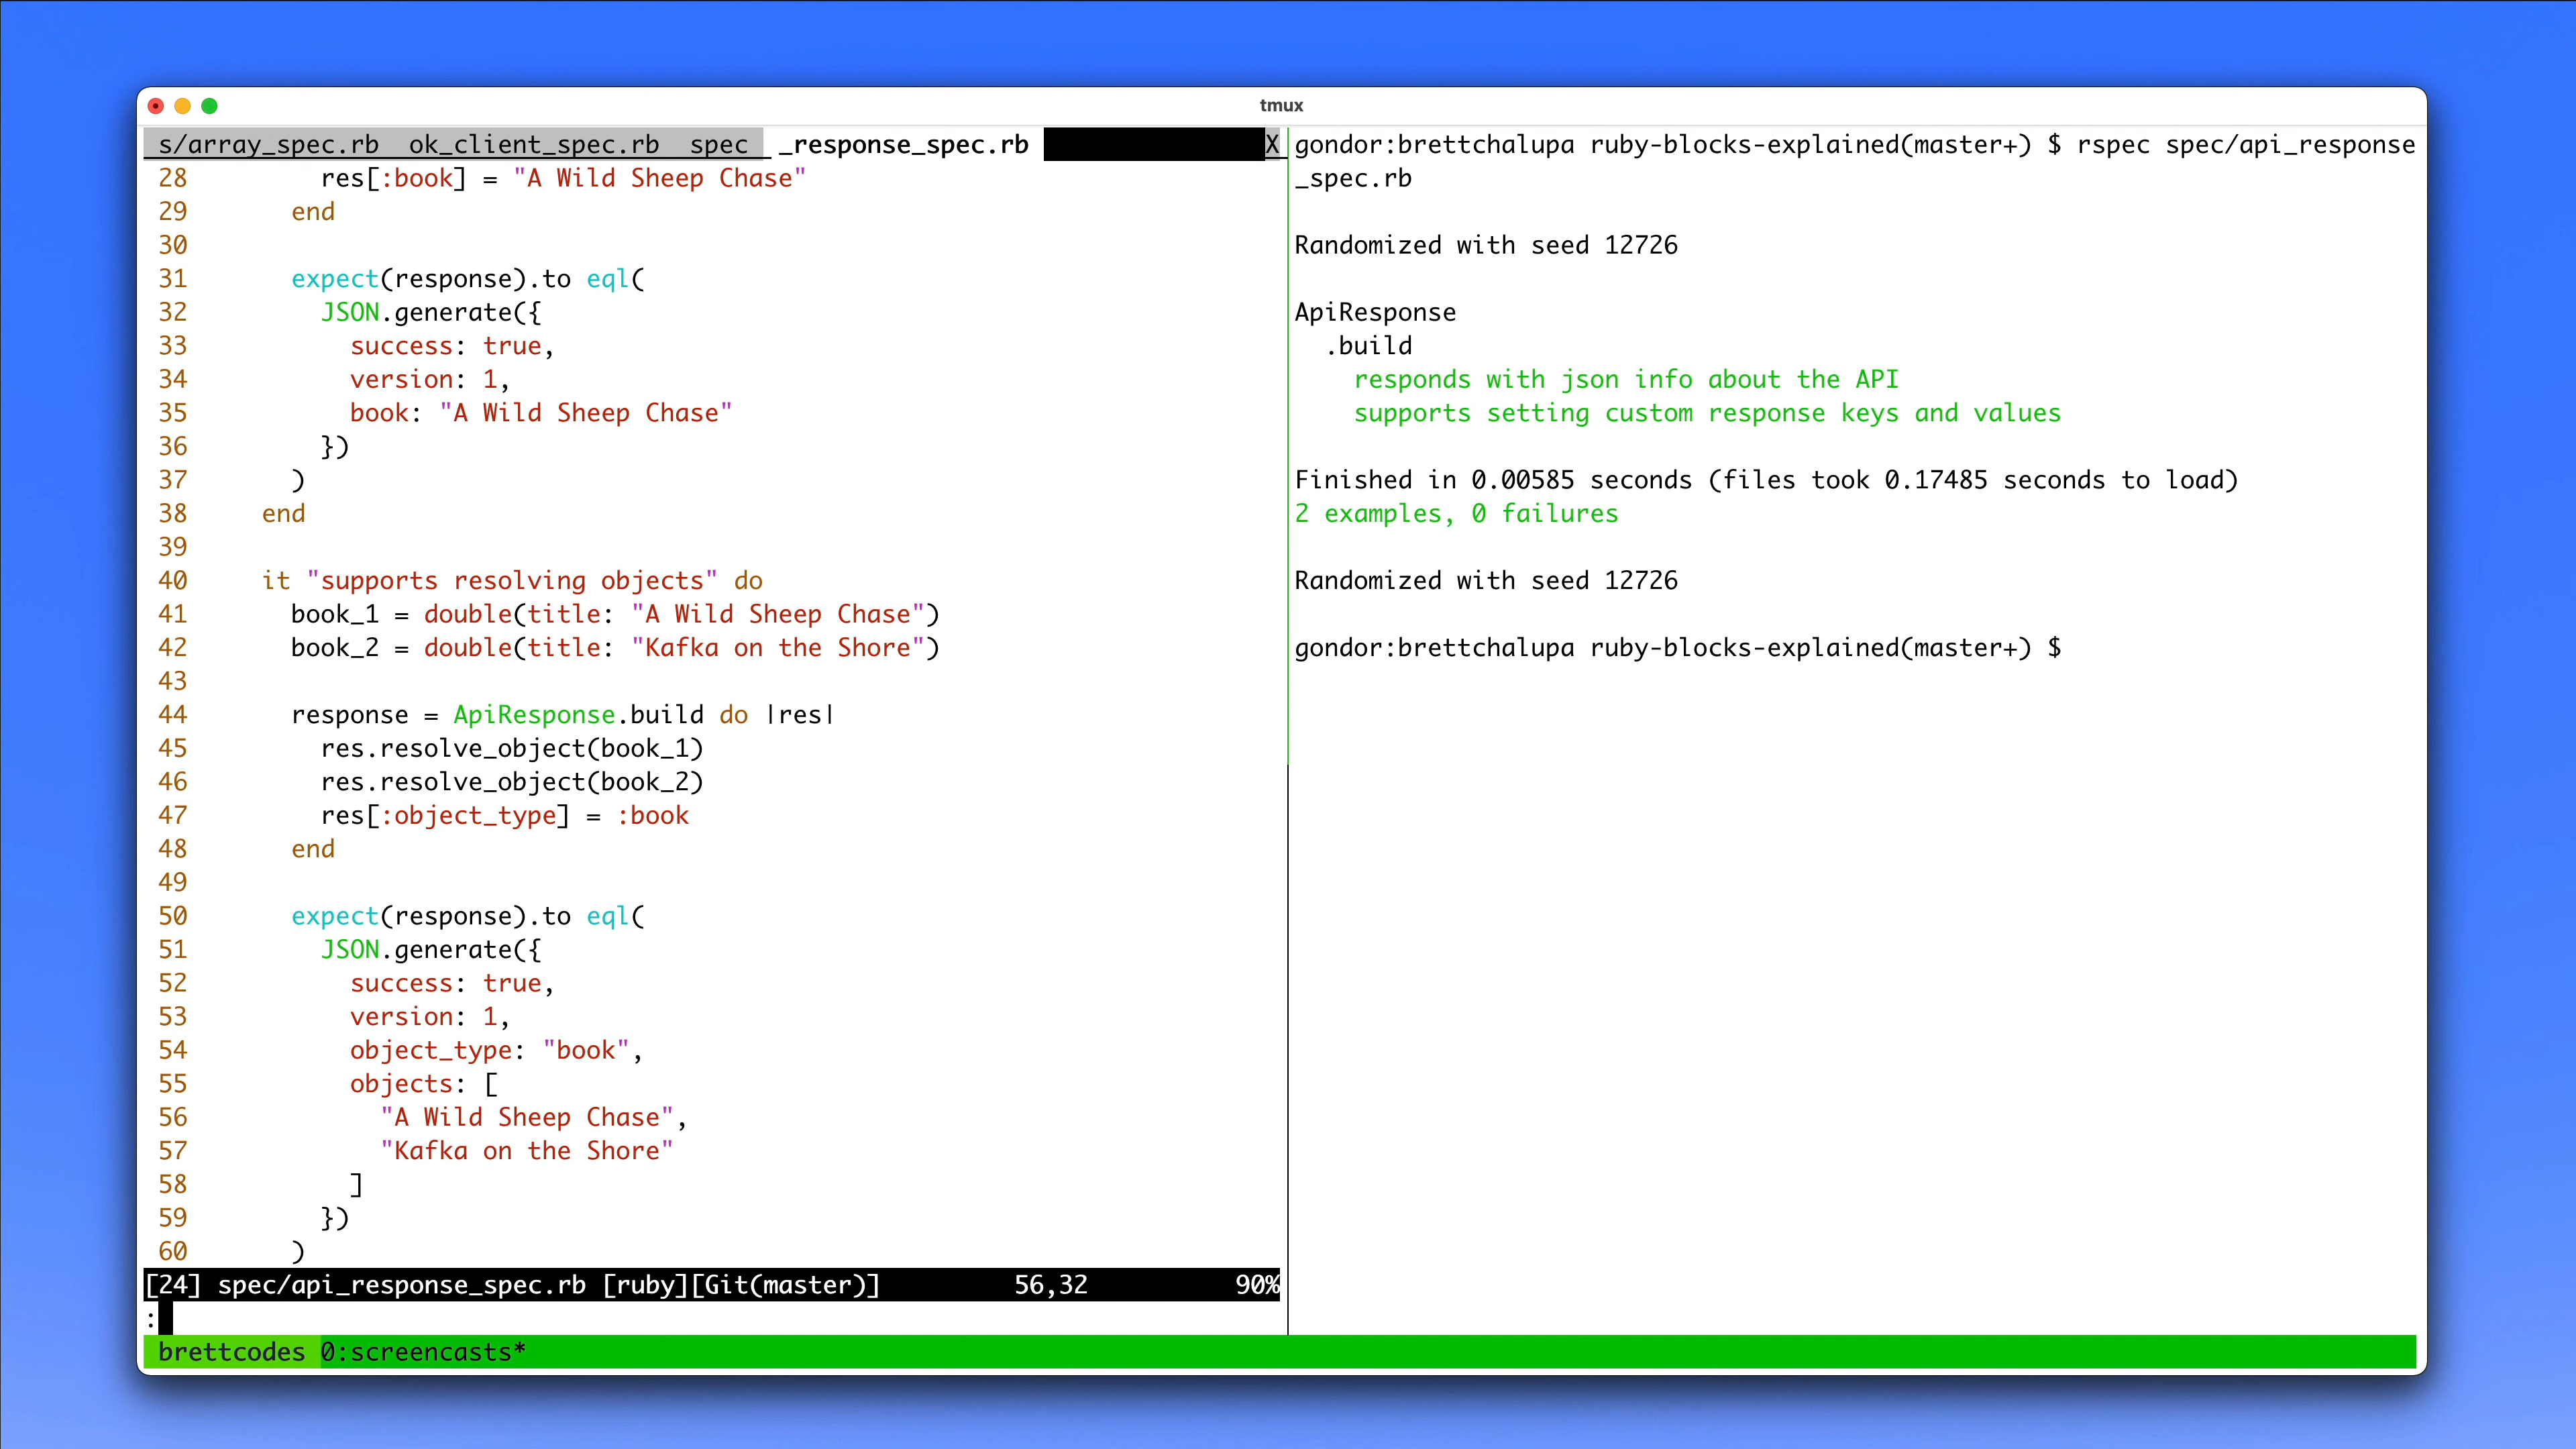 tmux
s/array_spec.rb  ok_client_spec.rb  spec  _response_spec.rb  X
28         res[:book] = "A Wild Sheep Chase"
29       end
30
31       expect(response).to eql(
32         JSON.generate({
33           success: true,
34           version: 1,
35           book: "A Wild Sheep Chase"
36         })
37       )
38     end
39
40     it "supports resolving objects" do
41       book_1 = double(title: "A Wild Sheep Chase")
42       book_2 = double(title: "Kafka on the Shore")
43
44       response = ApiResponse.build do |res|
45         res.resolve_object(book_1)
46         res.resolve_object(book_2)
47         res[:object_type] = :book
48       end
49
50       expect(response).to eql(
51         JSON.generate({
52           success: true,
53           version: 1,
54           object_type: "book",
55           objects: [
56             "A Wild Sheep Chase",
57             "Kafka on the Shore"
58           ]
59         })
60       )
[24] spec/api_response_spec.rb [ruby][Git(master)]         56,32          90%
:
gondor:brettchalupa ruby-blocks-explained(master+) $ rspec spec/api_response
_spec.rb
Randomized with seed 12726
ApiResponse
  .build
    responds with json info about the API
    supports setting custom response keys and values
Finished in 0.00585 seconds (files took 0.17485 seconds to load)
2 examples, 0 failures
Randomized with seed 12726
gondor:brettchalupa ruby-blocks-explained(master+) $
brettcodes 0:screencasts*